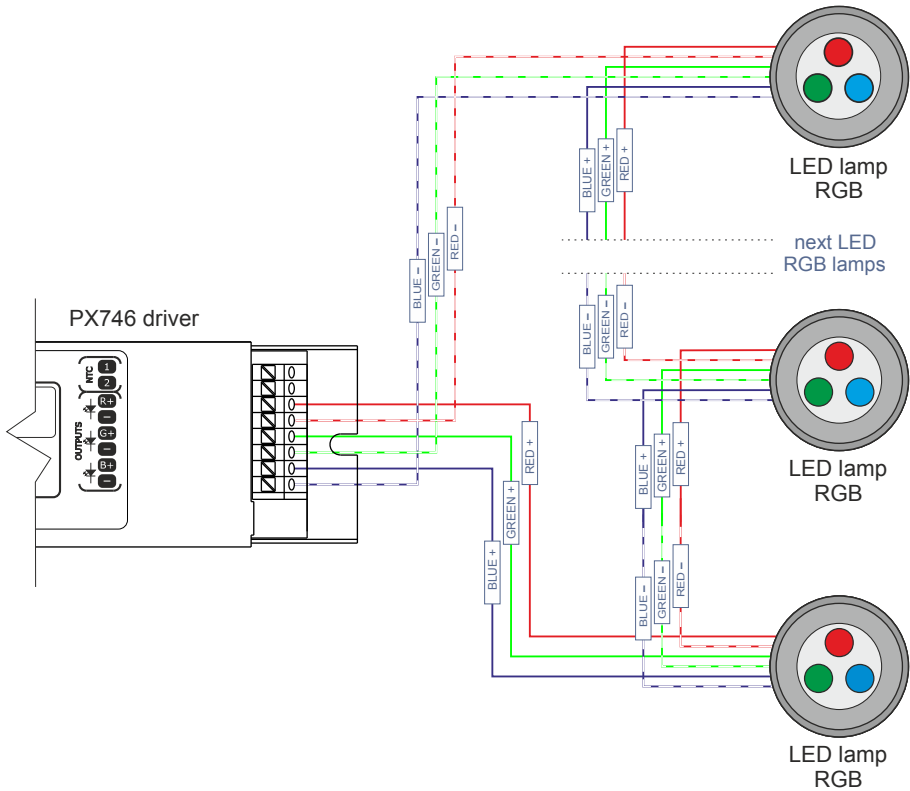 LED lamp
RGB
BLUE +
GREEN +
RED +
next LED
RGB lamps
BLUE –
GREEN –
RED –
BLUE –
GREEN –
RED –
PX746 driver
NTC
1
2
OUTPUTS
R+
–
G+
–
B+
–
LED lamp
RGB
BLUE +
GREEN +
RED +
BLUE +
GREEN +
RED +
BLUE –
GREEN –
RED –
LED lamp
RGB